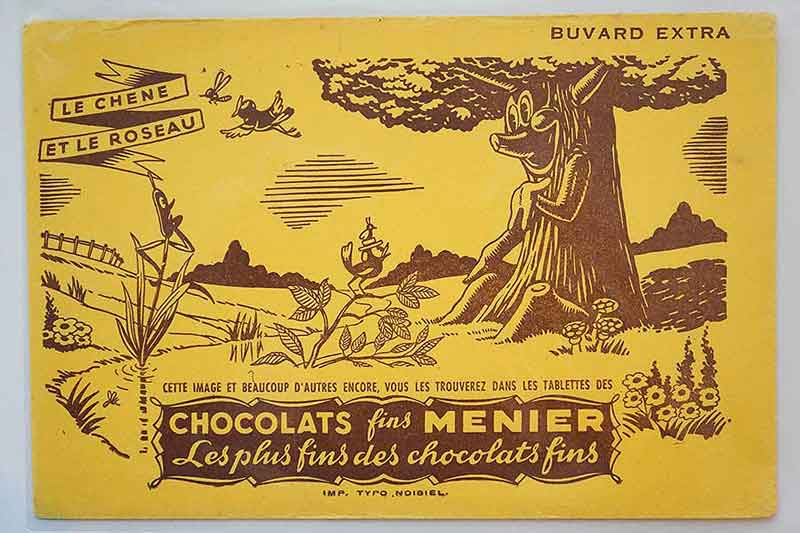 BUVARD EXTRA
LE CHENE
ET LE ROSEAU
CETTE IMAGE ET BEAUCOUP D'AUTRES ENCORE, VOUS LES TROUVEREZ DANS LES TABLETTES DES
CHOCOLATS fins MENIER
Les plus fins des chocolats fins
IMP. TYPO .NOISIEL.